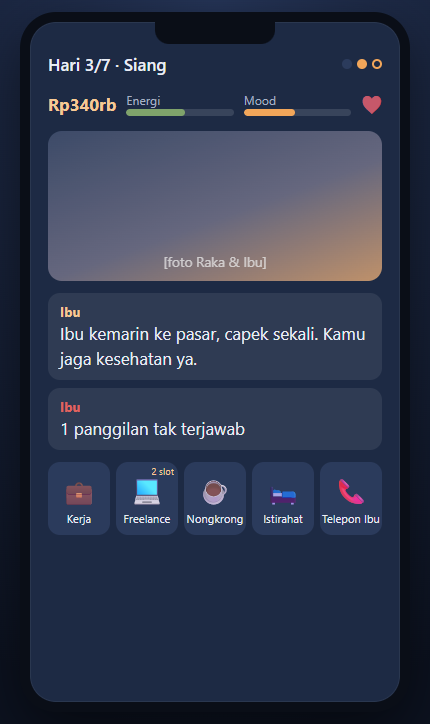 Hari 3/7 · Siang
Rp340rb
Energi
Mood
[foto Raka & Ibu]
Ibu
Ibu kemarin ke pasar, capek sekali. Kamu
jaga kesehatan ya.
Ibu
1 panggilan tak terjawab
Kerja
2 slot
Freelance
Nongkrong
Istirahat
Telepon Ibu